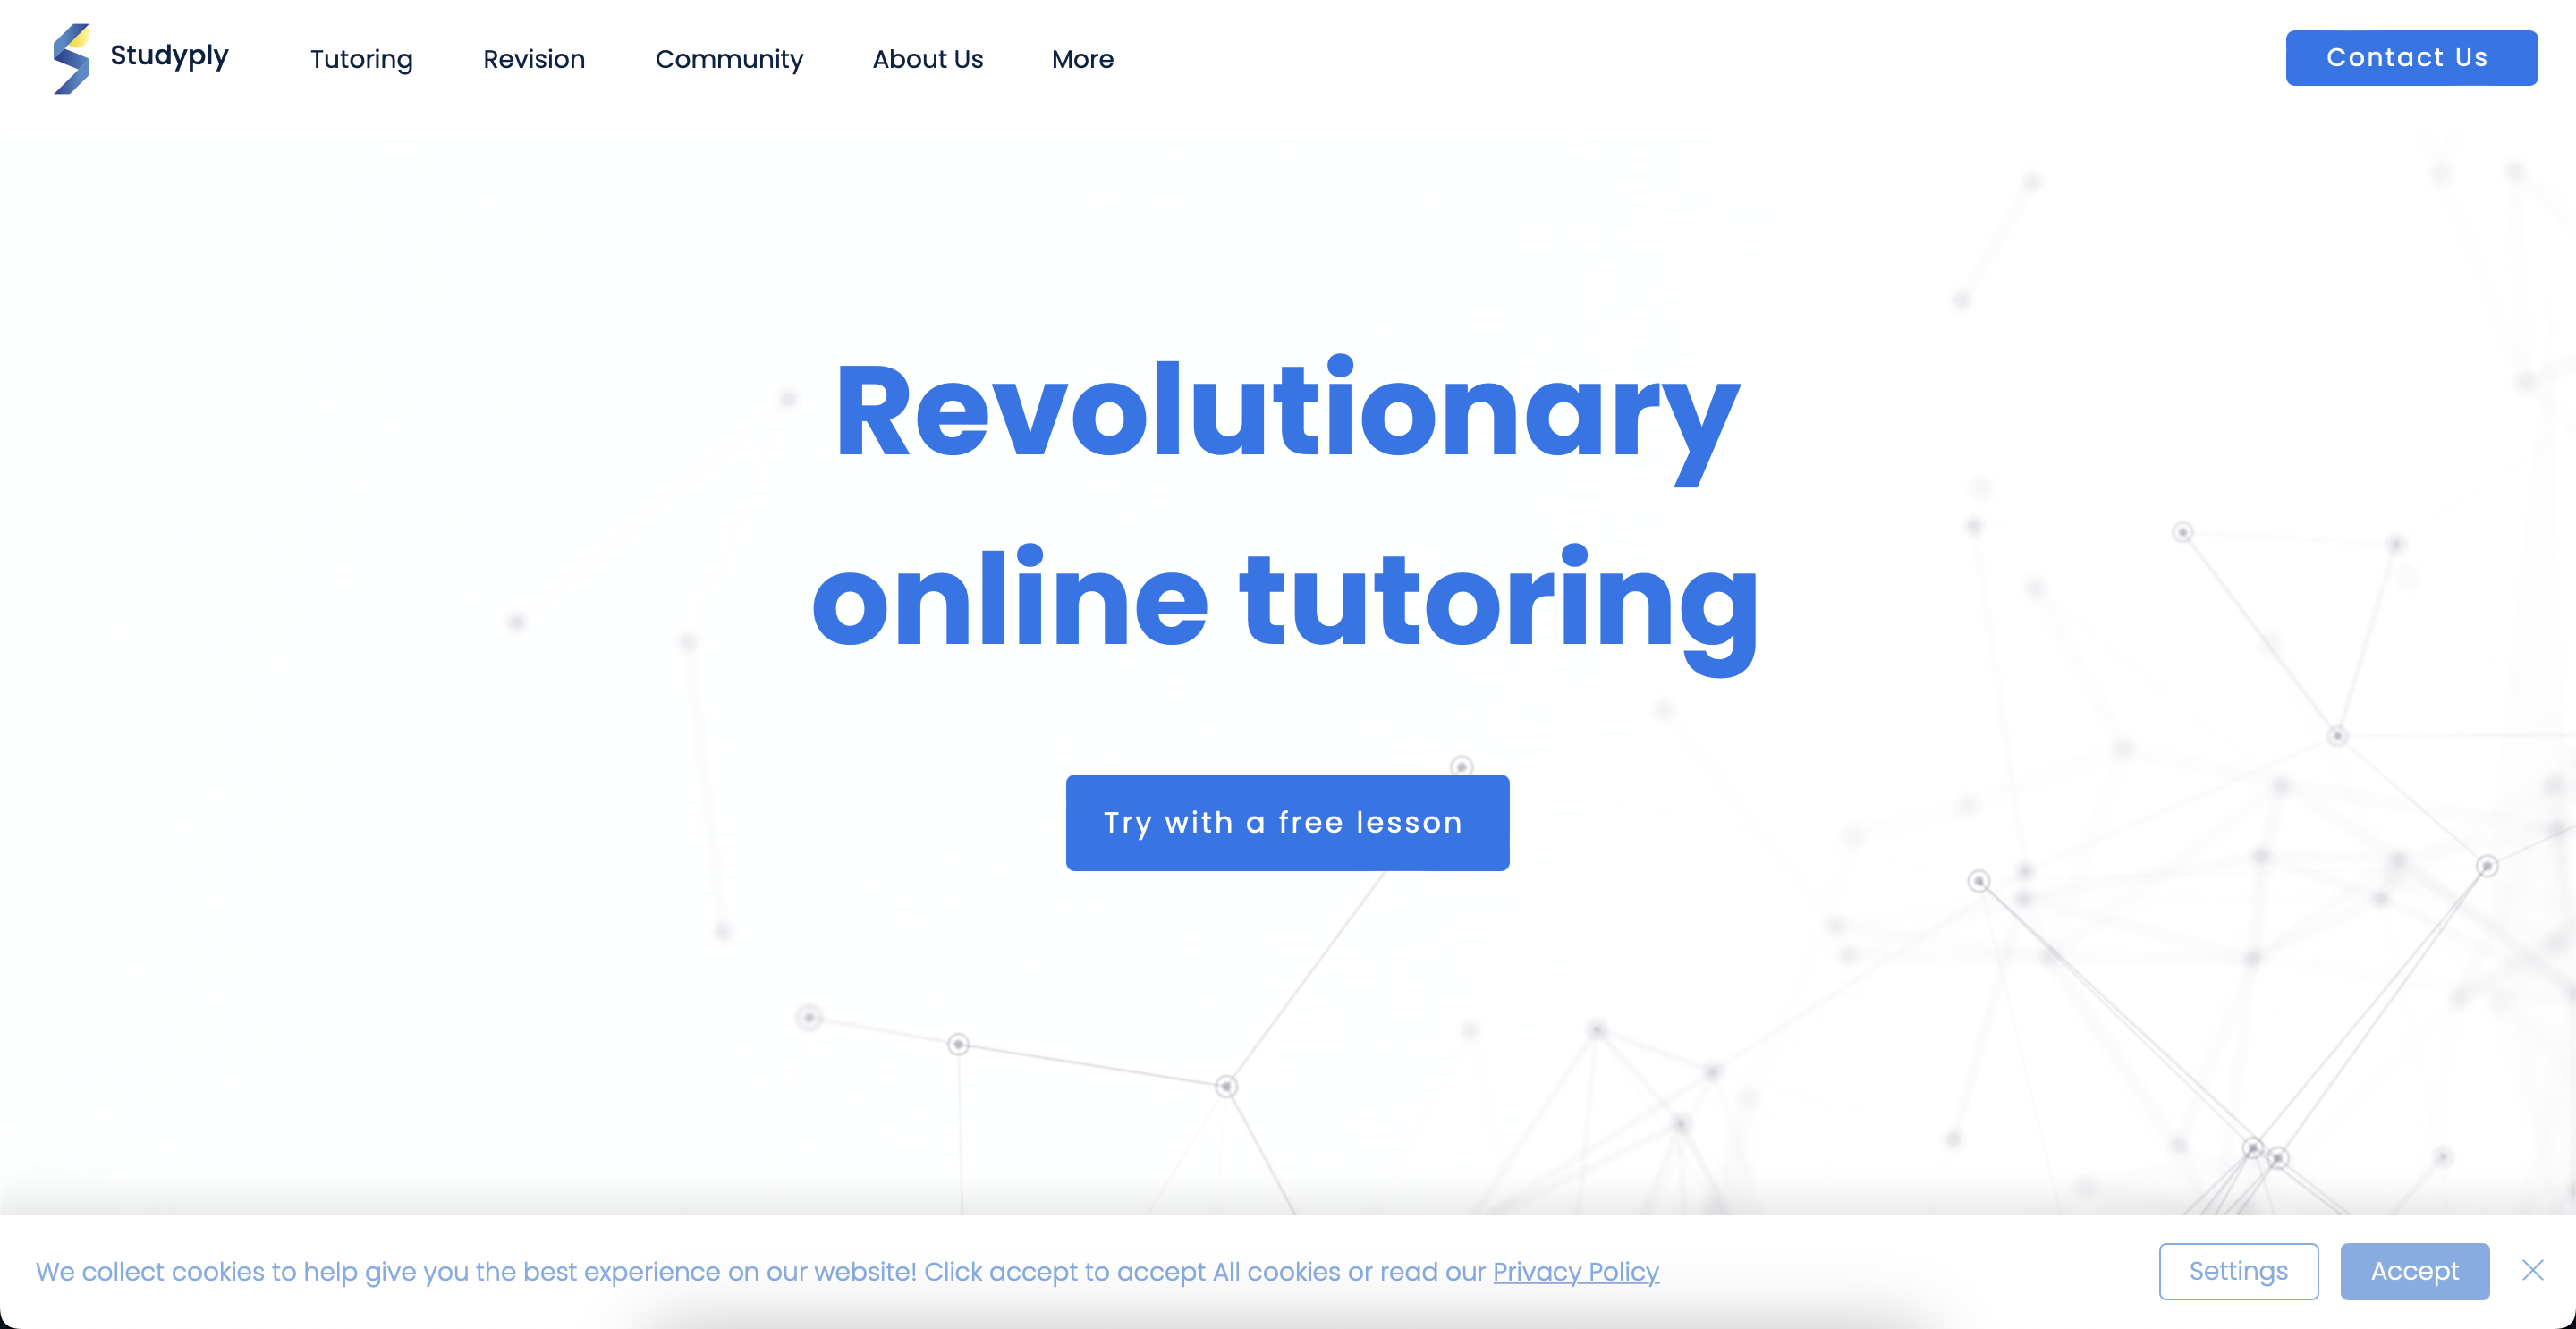 Studyply
Tutoring
Revision
Community
About Us
More
Contact Us
Revolutionary
online tutoring
Try with a free lesson
We collect cookies to help give you the best experience on our website! Click accept to accept All cookies or read our Privacy Policy
Settings
Accept